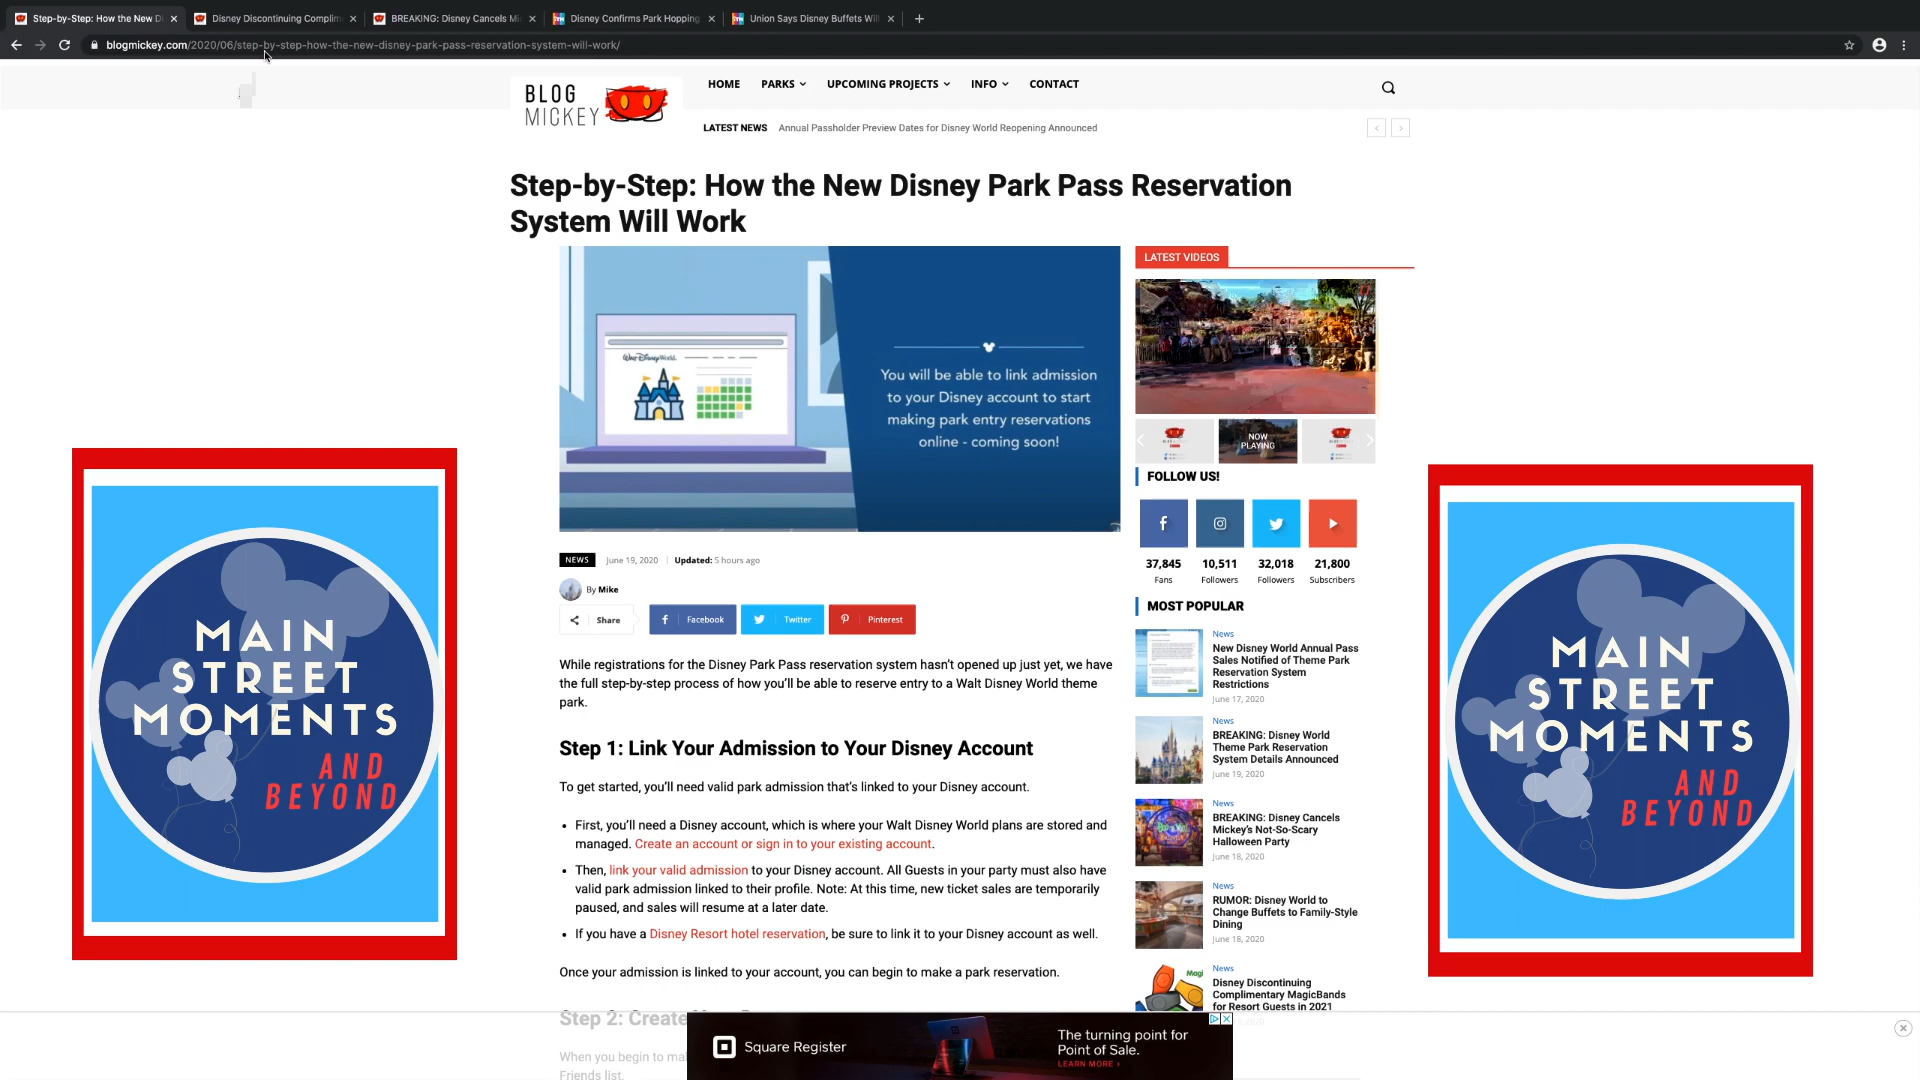 Step-by-Step: How the New D
Disney Discontinuing Complim
BREAKING: Disney Cancels Mi
Disney Confirms Park Hopping
Union Says Disney Buffets Will
blogmickey.com/2020/06/step-by-step-how-the-new-disney-park-pass-reservation-system-will-work/
BLOG
MICKEY
HOME
PARKS
UPCOMING PROJECTS
INFO
CONTACT
LATEST NEWS
Annual Passholder Preview Dates for Disney World Reopening Announced
Step-by-Step: How the New Disney Park Pass Reservation
System Will Work
Walt Disney World
You will be able to link admission
to your Disney account to start
making park entry reservations
online - coming soon!
NEWS
June 19, 2020
Updated: 5 hours ago
By Mike
Share
Facebook
Twitter
Pinterest
While registrations for the Disney Park Pass reservation system hasn't opened up just yet, we have
the full step-by-step process of how you'll be able to reserve entry to a Walt Disney World theme
park.
Step 1: Link Your Admission to Your Disney Account
To get started, you'll need valid park admission that's linked to your Disney account.
• First, you'll need a Disney account, which is where your Walt Disney World plans are stored and
managed. Create an account or sign in to your existing account.
• Then, link your valid admission to your Disney account. All Guests in your party must also have
valid park admission linked to their profile. Note: At this time, new ticket sales are temporarily
paused, and sales will resume at a later date.
• If you have a Disney Resort hotel reservation, be sure to link it to your Disney account as well.
Once your admission is linked to your account, you can begin to make a park reservation.
Step 2: Create
When you begin to ma
Friends list.
LATEST VIDEOS
NOW
PLAYING
FOLLOW US!
37,845
Fans
10,511
Followers
32,018
Followers
21,800
Subscribers
MOST POPULAR
News
New Disney World Annual Pass
Sales Notified of Theme Park
Reservation System
Restrictions
June 17, 2020
News
BREAKING: Disney World
Theme Park Reservation
System Details Announced
June 19, 2020
News
BREAKING: Disney Cancels
Mickey's Not-So-Scary
Halloween Party
June 18, 2020
News
RUMOR: Disney World to
Change Buffets to Family-Style
Dining
June 18, 2020
News
Disney Discontinuing
Complimentary MagicBands
for Resort Guests in 2021
Magi
MAIN
STREET
MOMENTS
AND
BEYOND
MAIN
STREET
MOMENTS
AND
BEYOND
Square Register
The turning point for
Point of Sale.
LEARN MORE ›